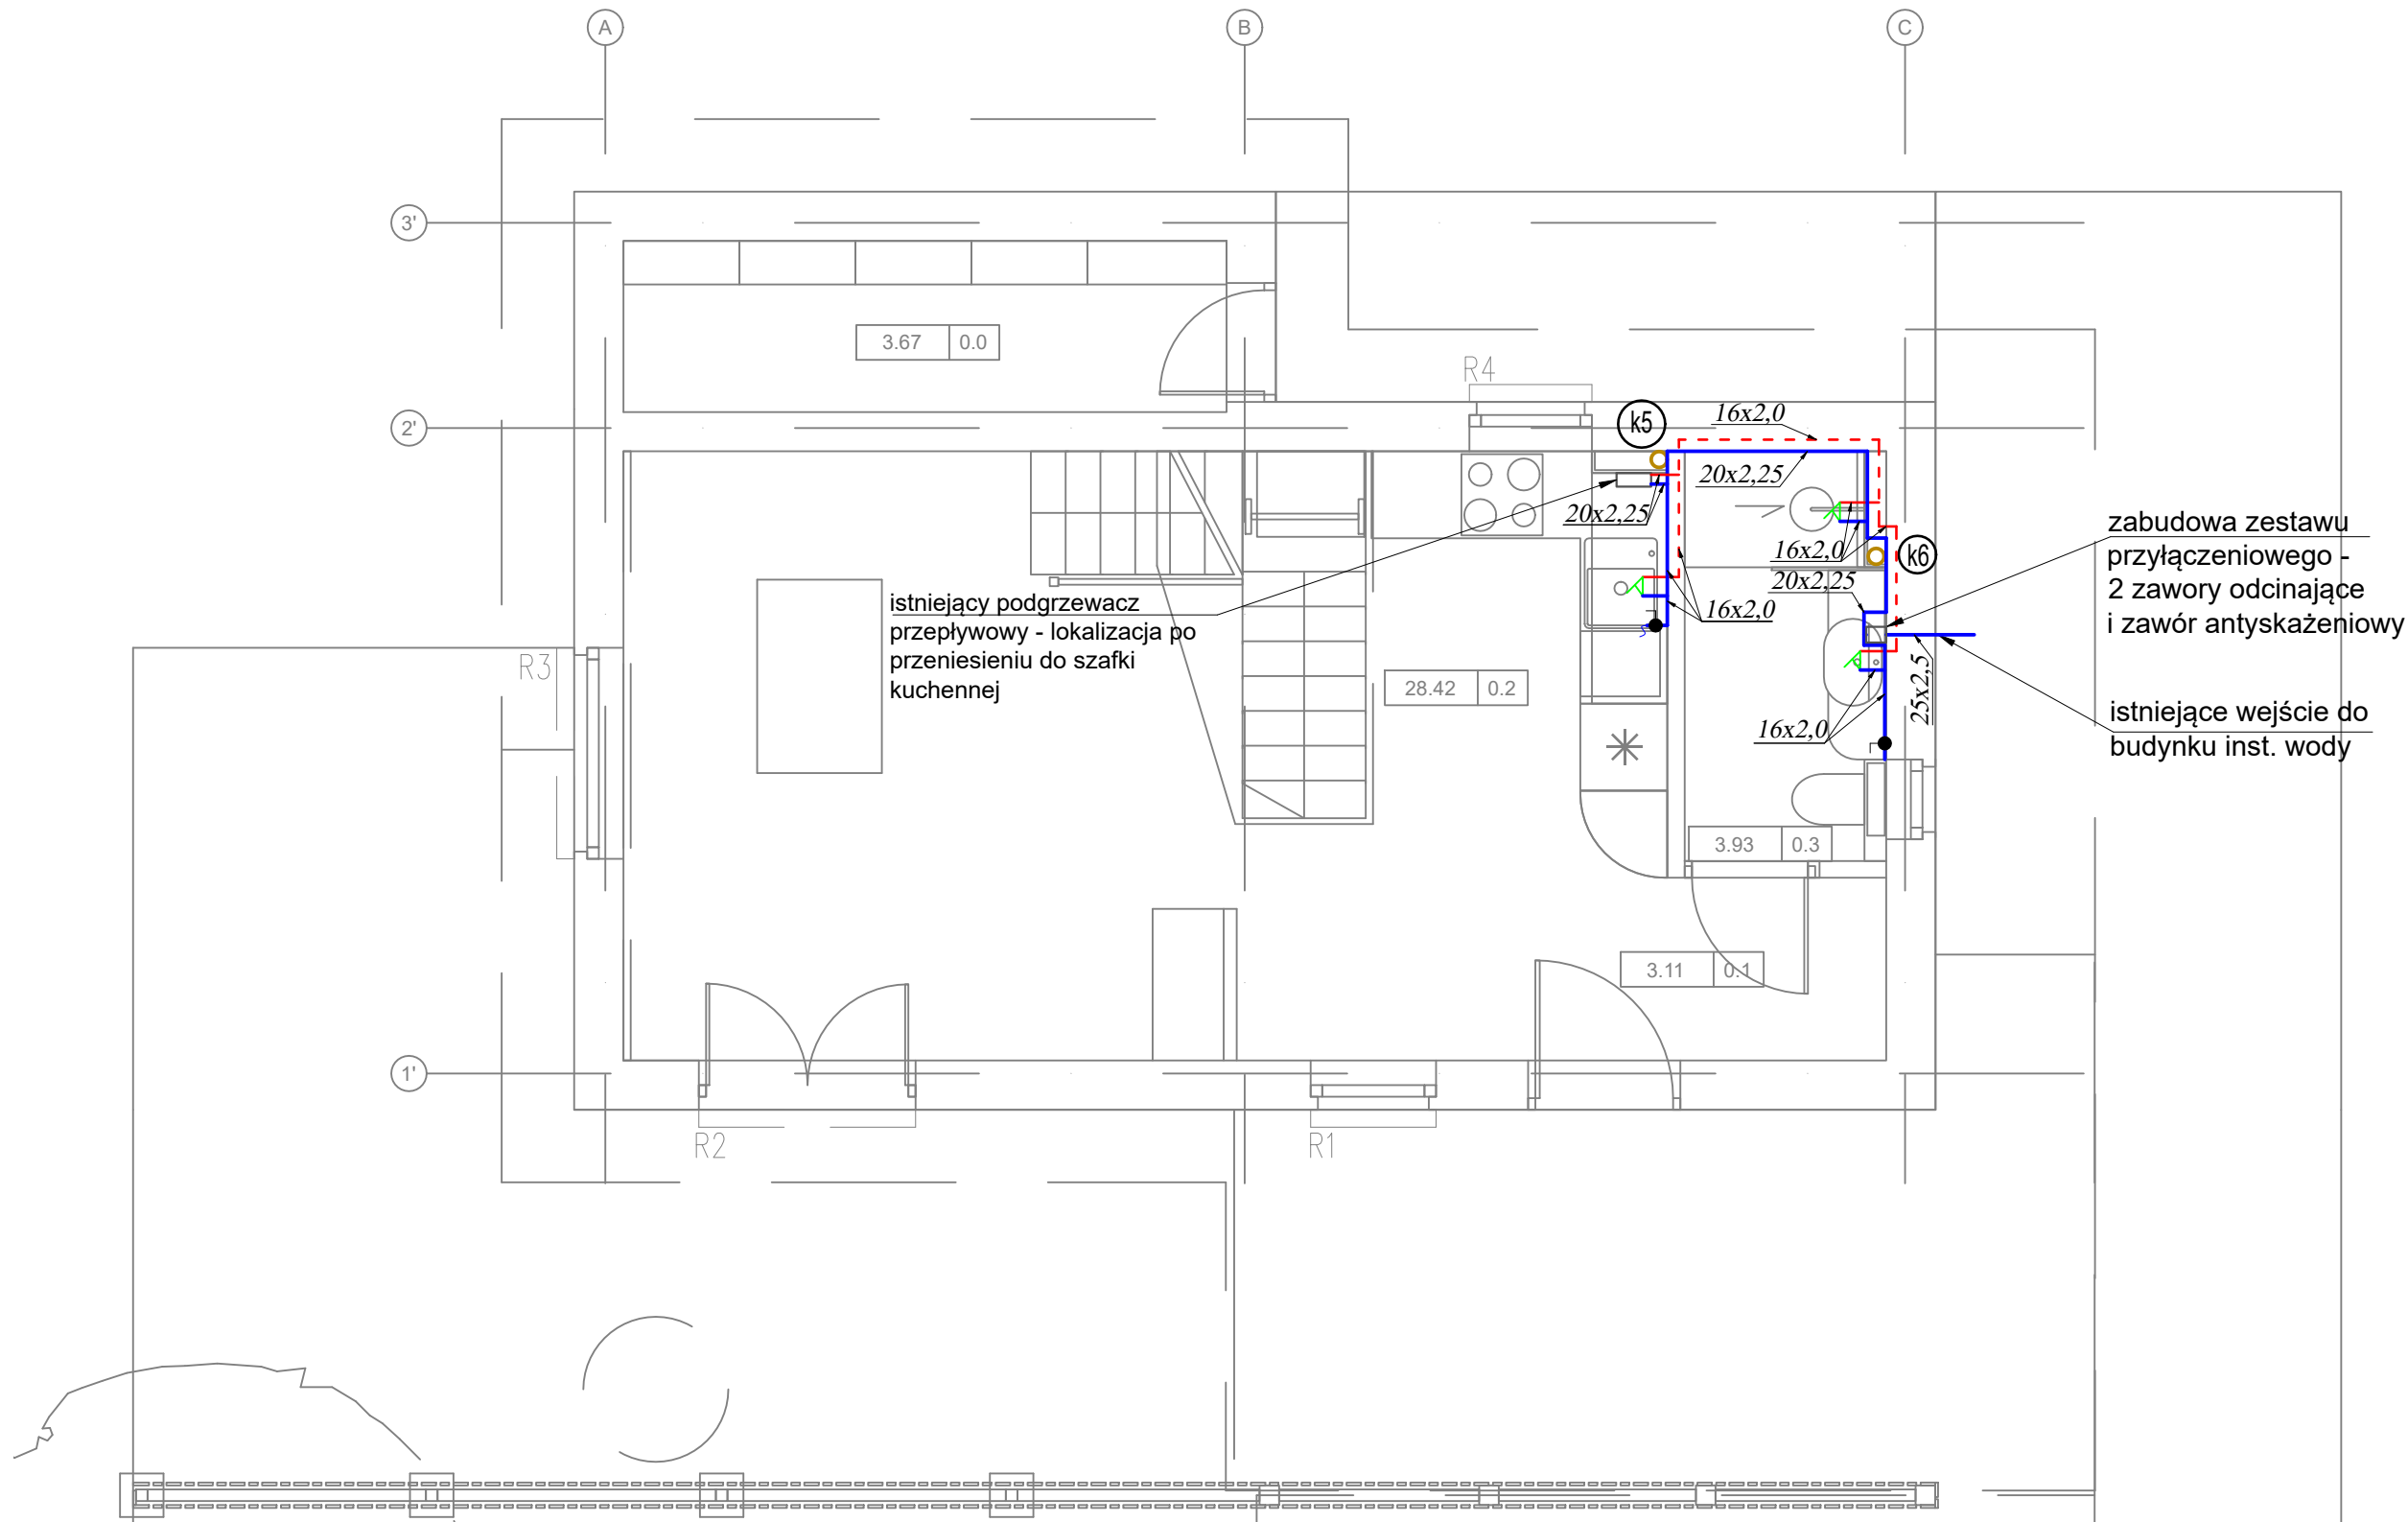 A
B
C
3'
3.67
0.0
R4
2'
k5
16x2,0
20x2,25
20x2,25
16x2,0
k6
20x2,25
zabudowa zestawu
przyłączeniowego -
2 zawory odcinające
i zawór antyskażeniowy
istniejący podgrzewacz
przepływowy - lokalizacja po
przeniesieniu do szafki
kuchennej
16x2,0
R3
28.42
0.2
25x2,5
16x2,0
istniejące wejście do
budynku inst. wody
3.93
0.3
3.11
0.1
1'
R2
R1